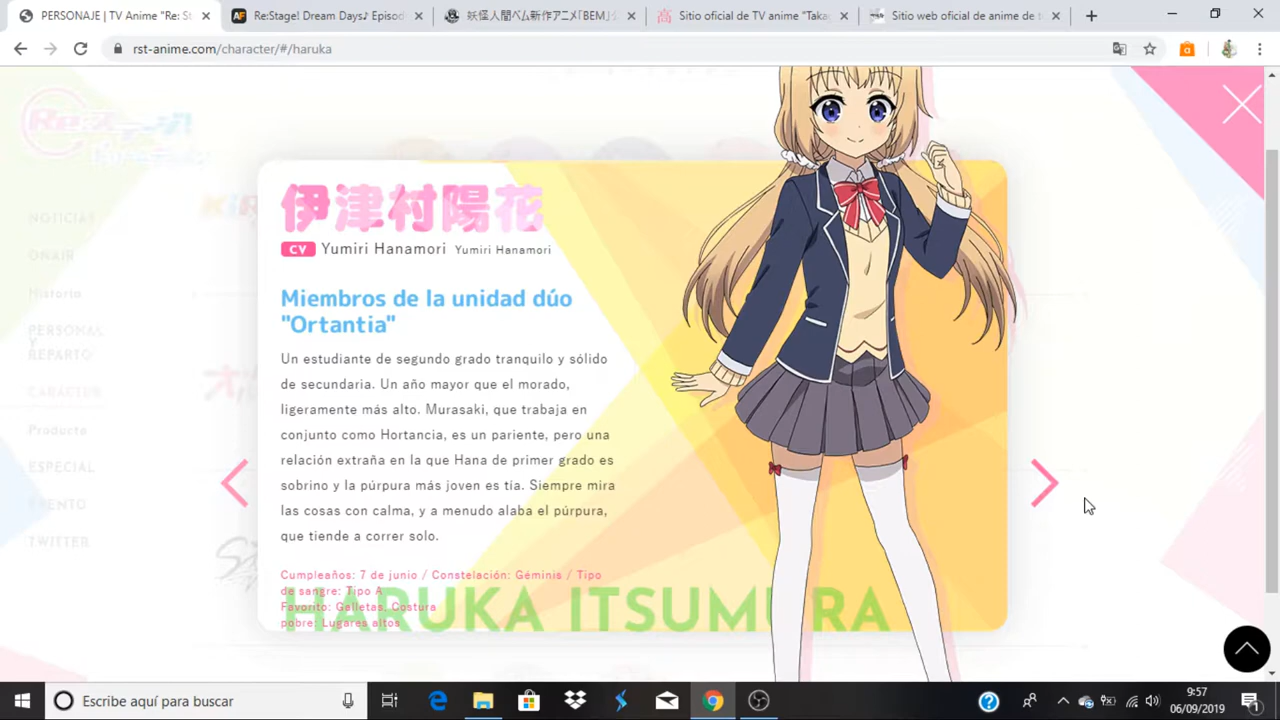 PERSONAJE | TV Anime "Re: St
Re:Stage! Dream Days♪ Episodi
妖怪人間ベム新作アニメ「BEM」公
Sitio oficial de TV anime "Taka
Sitio web oficial de anime de te
rst-anime.com/character/#/haruka
NOTICIAS
ONAIR
Historia
PERSONAL
Y
REPARTO
CARACTER
Producto
ESPECIAL
EVENTO
TWITTER
伊津村陽花
CV Yumiri Hanamori Yumiri Hanamori
Miembros de la unidad dúo
"Ortantia"
Un estudiante de segundo grado tranquilo y sólido
de secundaria. Un año mayor que el morado,
ligeramente más alto. Murasaki, que trabaja en
conjunto como Hortancia, es un pariente, pero una
relación extraña en la que Hana de primer grado es
sobrino y la púrpura más joven es tía. Siempre mira
las cosas con calma, y a menudo alaba el púrpura,
que tiende a correr solo.
Cumpleaños: 7 de junio / Constelación: Géminis / Tipo
de sangre: Tipo A
Favorito: Galletas, Costura
pobre: Lugares altos
HARUKA ITSUMURA
Escribe aquí para buscar
9:57
06/09/2019
1